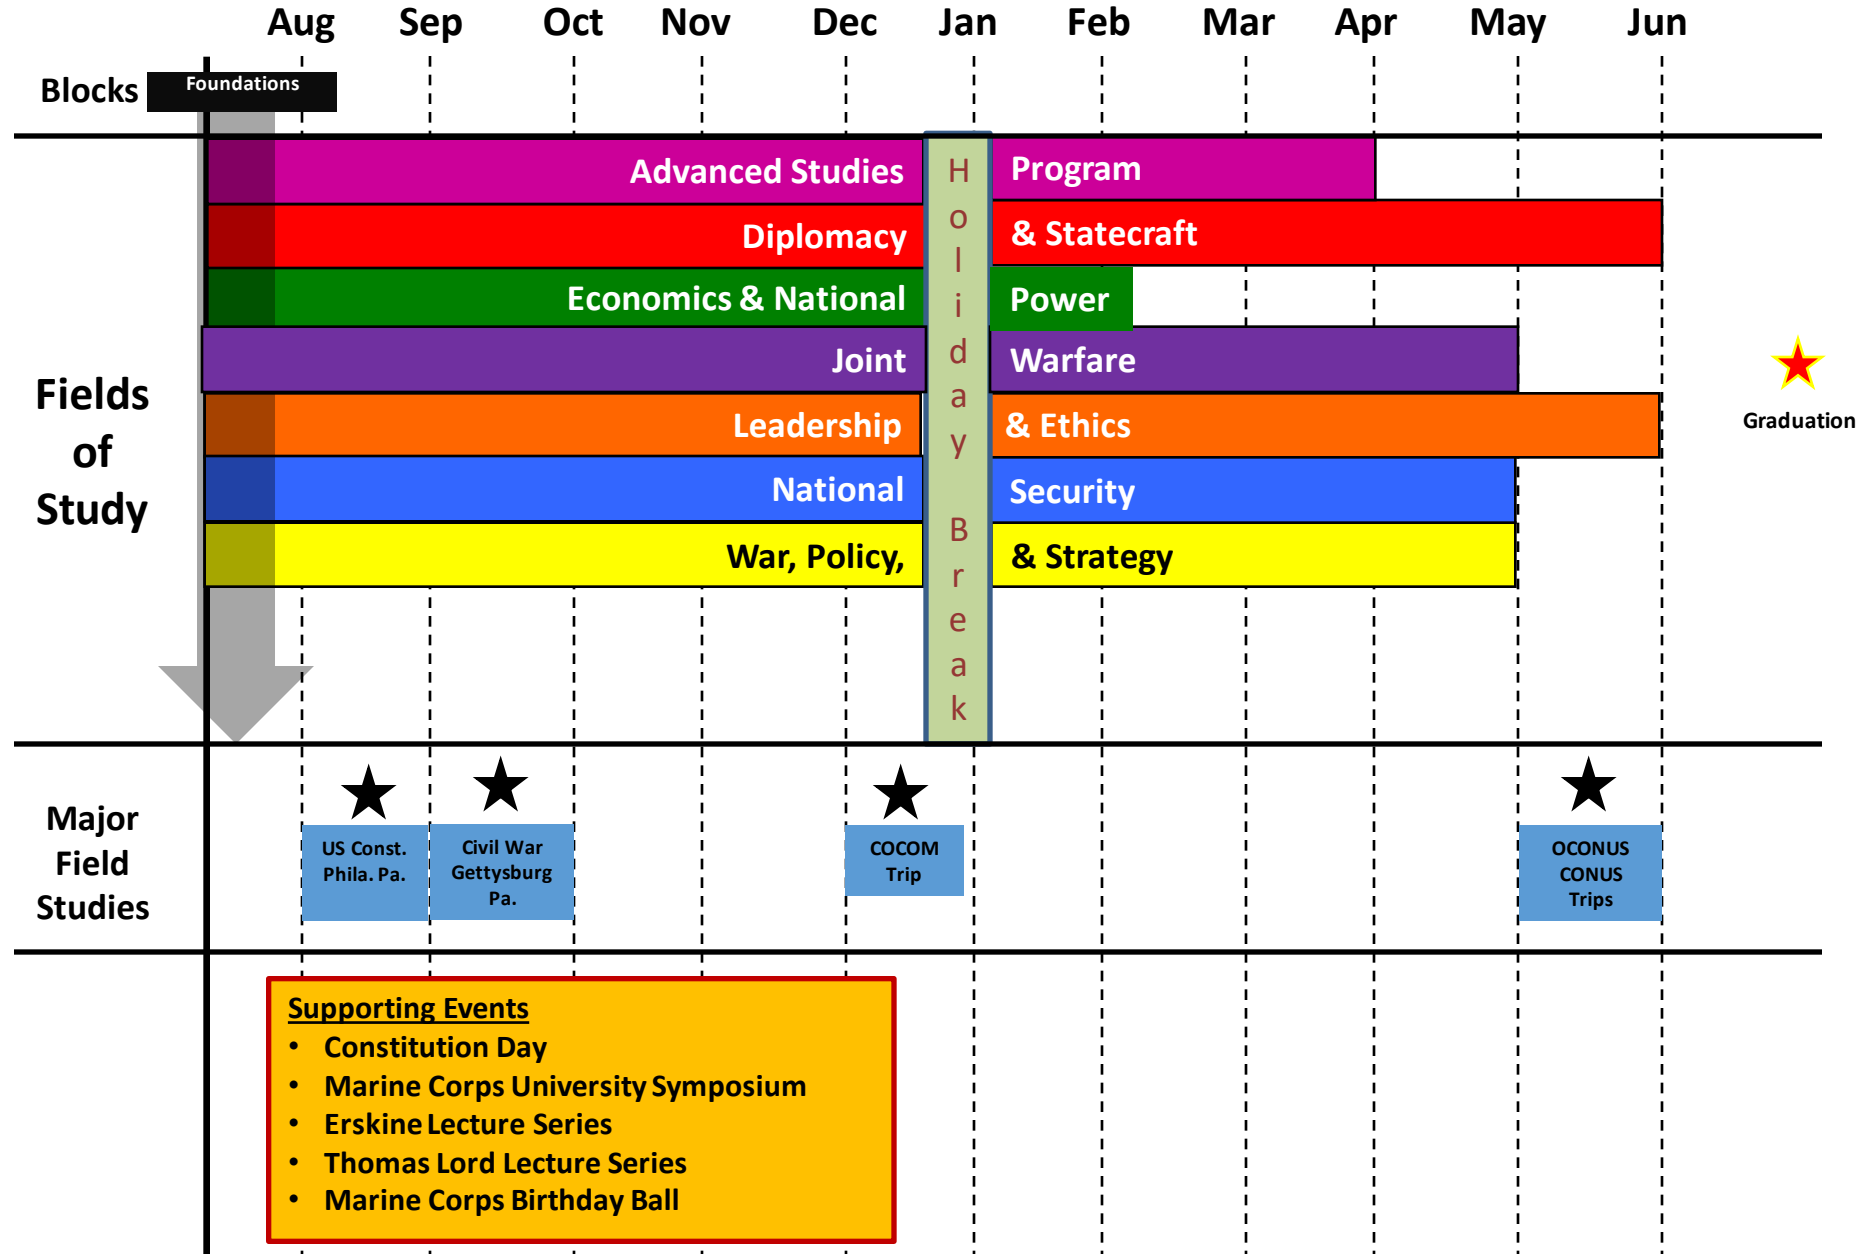 Aug Sep Oct Nov Dec Jan Feb Mar Apr May Jun
Blocks
Foundations
Fields
of
Study
Advanced Studies Program
Diplomacy & Statecraft
Economics & National Power
Joint Warfare
Leadership & Ethics
National Security
War, Policy, & Strategy
H
o
l
i
d
a
y
B
r
e
a
k
Graduation
Major
Field
Studies
US Const.
Phila. Pa.
Civil War
Gettysburg
Pa.
COCOM
Trip
OCONUS
CONUS
Trips
Supporting Events
• Constitution Day
• Marine Corps University Symposium
• Erskine Lecture Series
• Thomas Lord Lecture Series
• Marine Corps Birthday Ball